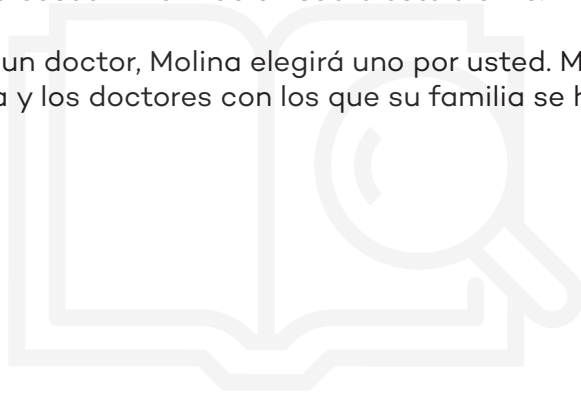 un doctor, Molina elegirá uno por usted. M
a y los doctores con los que su familia se h